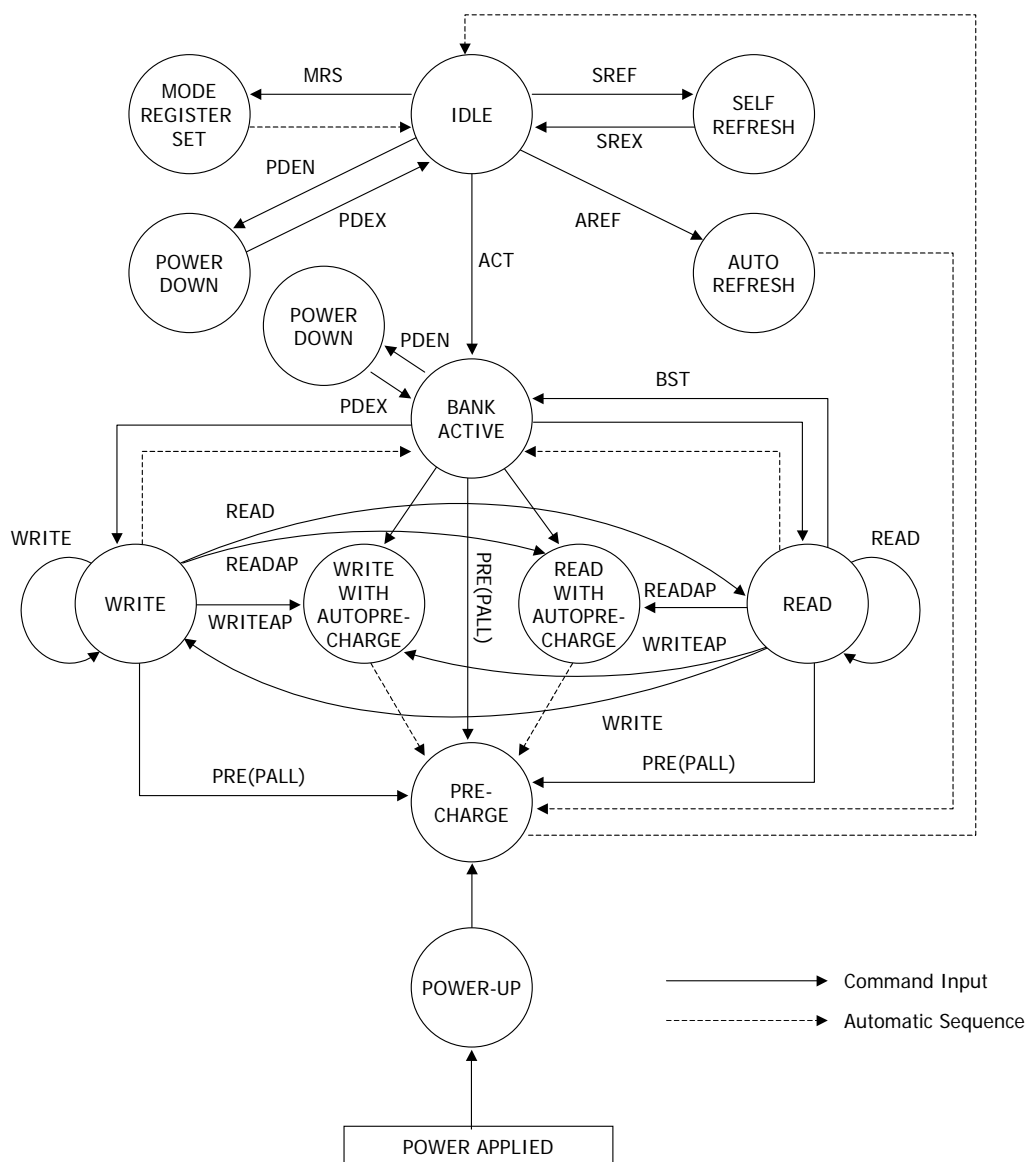 MRS
SREF
MODE
REGISTER
SET
IDLE
SELF
REFRESH
SREX
PDEN
PDEX
AREF
POWER
DOWN
ACT
AUTO
REFRESH
POWER
DOWN
PDEN
BST
PDEX
BANK
ACTIVE
WRITE
READ
READ
READAP
PRE(PALL)
WRITE
WRITE
WITH
AUTOPRE-
CHARGE
READ
WITH
AUTOPRE-
CHARGE
READAP
READ
WRITEAP
WRITEAP
WRITE
PRE(PALL)
PRE(PALL)
PRE-
CHARGE
POWER-UP
Command Input
Automatic Sequence
POWER APPLIED